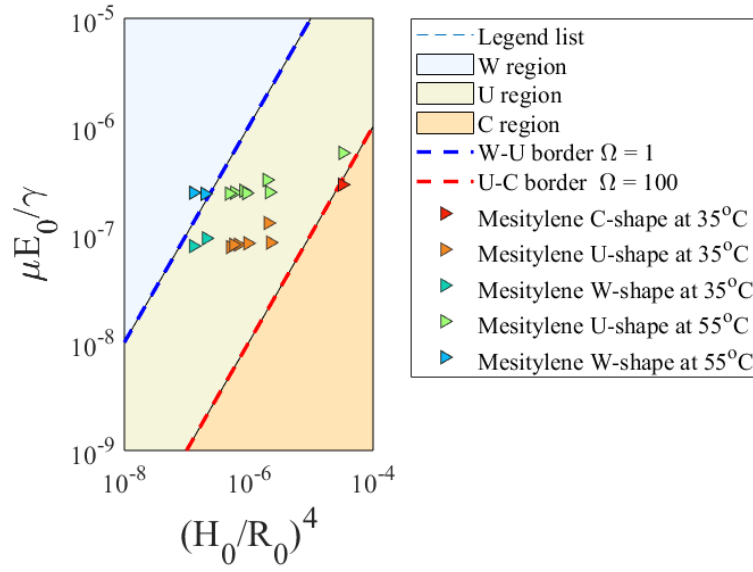 10⁻⁵
10⁻⁶
10⁻⁷
10⁻⁸
10⁻⁹
μE₀/γ
10⁻⁸
10⁻⁶
10⁻⁴
(H₀/R₀)⁴
Legend list
W region
U region
C region
W-U border Ω = 1
U-C border Ω = 100
Mesitylene C-shape at 35°C
Mesitylene U-shape at 35°C
Mesitylene W-shape at 35°C
Mesitylene U-shape at 55°C
Mesitylene W-shape at 55°C